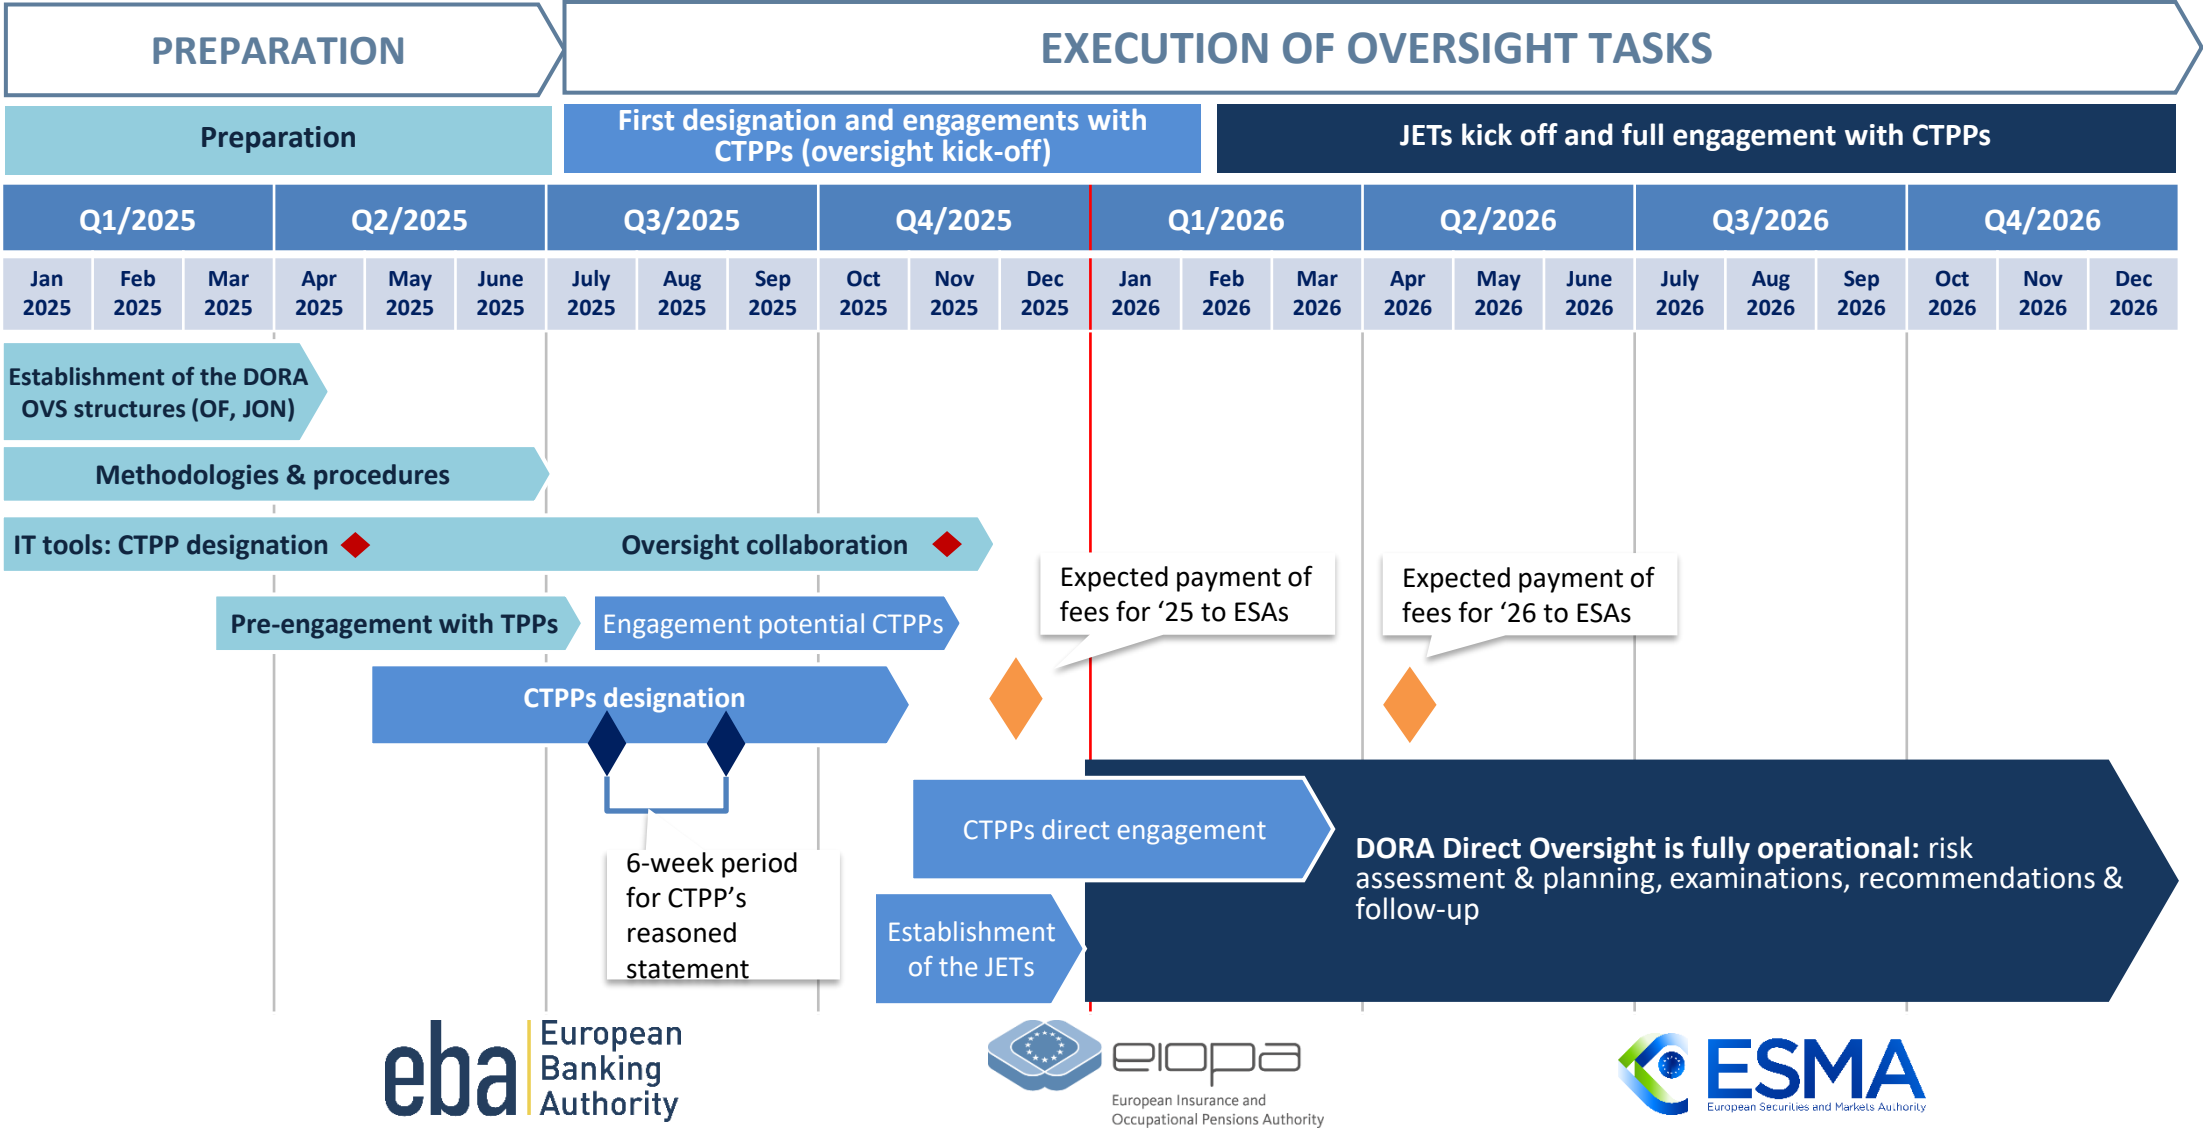 PREPARATION
EXECUTION OF OVERSIGHT TASKS
Preparation
First designation and engagements with
CTPPs (oversight kick-off)
JETs kick off and full engagement with CTPPs
Q1/2025
Q2/2025
Q3/2025
Q4/2025
Q1/2026
Q2/2026
Q3/2026
Q4/2026
Jan
2025
Feb
2025
Mar
2025
Apr
2025
May
2025
June
2025
July
2025
Aug
2025
Sep
2025
Oct
2025
Nov
2025
Dec
2025
Jan
2026
Feb
2026
Mar
2026
Apr
2026
May
2026
June
2026
July
2026
Aug
2026
Sep
2026
Oct
2026
Nov
2026
Dec
2026
Establishment of the DORA
OVS structures (OF, JON)
Methodologies & procedures
IT tools: CTPP designation
Oversight collaboration
Pre-engagement with TPPs
Engagement potential CTPPs
Expected payment of
fees for ‘25 to ESAs
Expected payment of
fees for ‘26 to ESAs
CTPPs designation
6-week period
for CTPP’s
reasoned
statement
CTPPs direct engagement
DORA Direct Oversight is fully operational: risk
assessment & planning, examinations, recommendations &
follow-up
Establishment
of the JETs
eba
European
Banking
Authority
eiopa
European Insurance and
Occupational Pensions Authority
ESMA
European Securities and Markets Authority